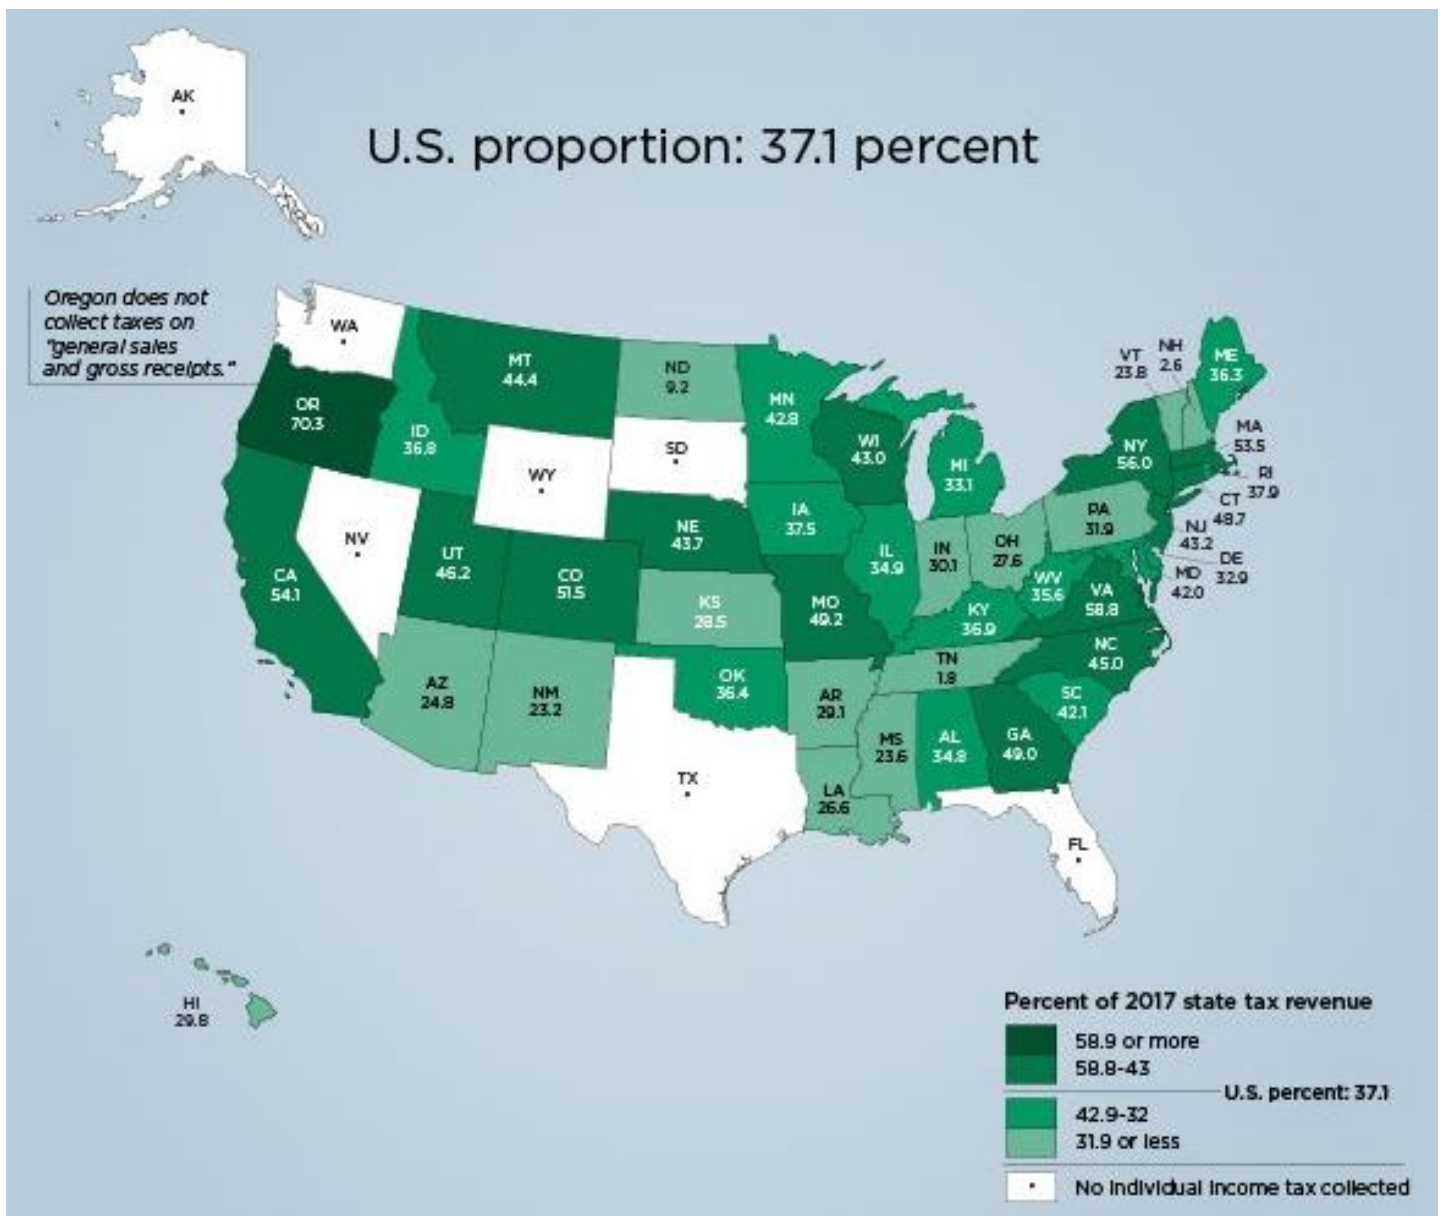 AK
U.S. proportion: 37.1 percent
Oregon does not
collect taxes on
"general sales
and gross receipts."
WA
MT
44.4
ND
9.2
MN
42.8
VT
23.8
NH
2.6
ME
36.3
OR
70.3
ID
36.8
SD
WI
43.0
MI
33.1
NY
56.0
MA
53.5
RI
37.9
CT
48.7
WY
IA
37.5
PA
31.9
NJ
43.2
NV
NE
43.7
IL
34.9
IN
30.1
OH
27.6
DE
32.9
MD
42.0
CA
54.1
UT
46.2
CO
51.5
KS
28.5
MO
49.2
WV
35.6
VA
58.8
KY
36.9
NC
45.0
AZ
24.8
NM
23.2
OK
36.4
AR
29.1
TN
1.8
SC
42.1
MS
23.6
AL
34.8
GA
49.0
TX
LA
26.6
FL
HI
29.8
Percent of 2017 state tax revenue
58.9 or more
58.8-43
U.S. percent: 37.1
42.9-32
31.9 or less
No individual income tax collected